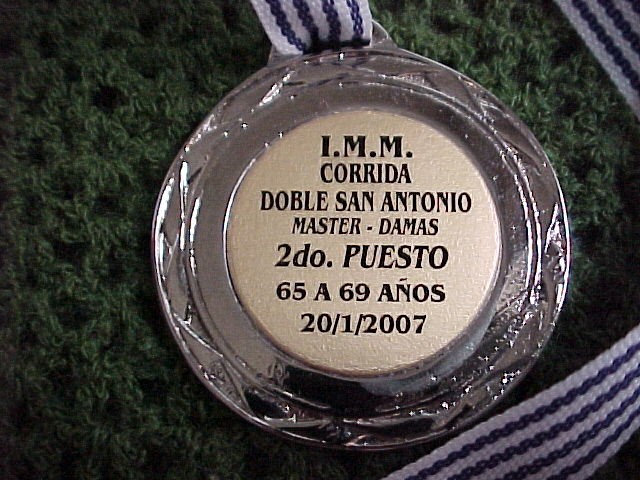 I.M.M.
CORRIDA
DOBLE SAN ANTONIO
MASTER - DAMAS
2do. PUESTO
65 A 69 AÑOS
20/1/2007